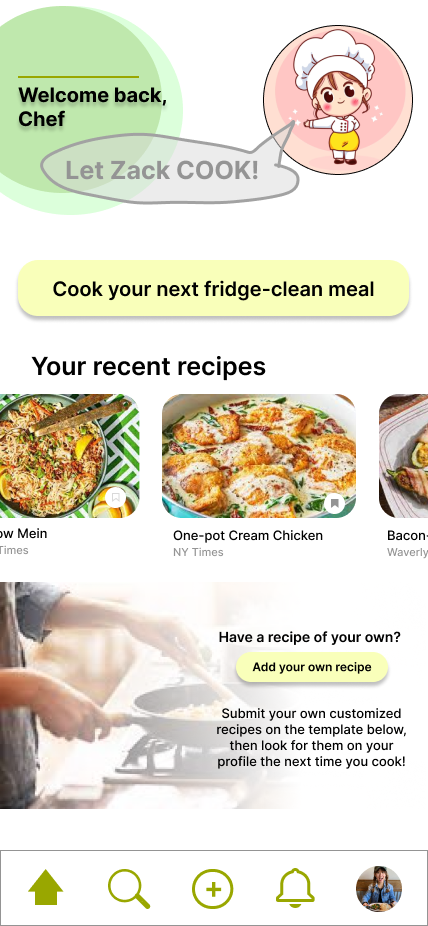 Welcome back,
Chef
Let Zack COOK!
Cook your next fridge-clean meal
Your recent recipes
ow Mein
Times
One-pot Cream Chicken
NY Times
Bacon-
Waverly
Have a recipe of your own?
Add your own recipe
Submit your own customized
recipes on the template below,
then look for them on your
profile the next time you cook!